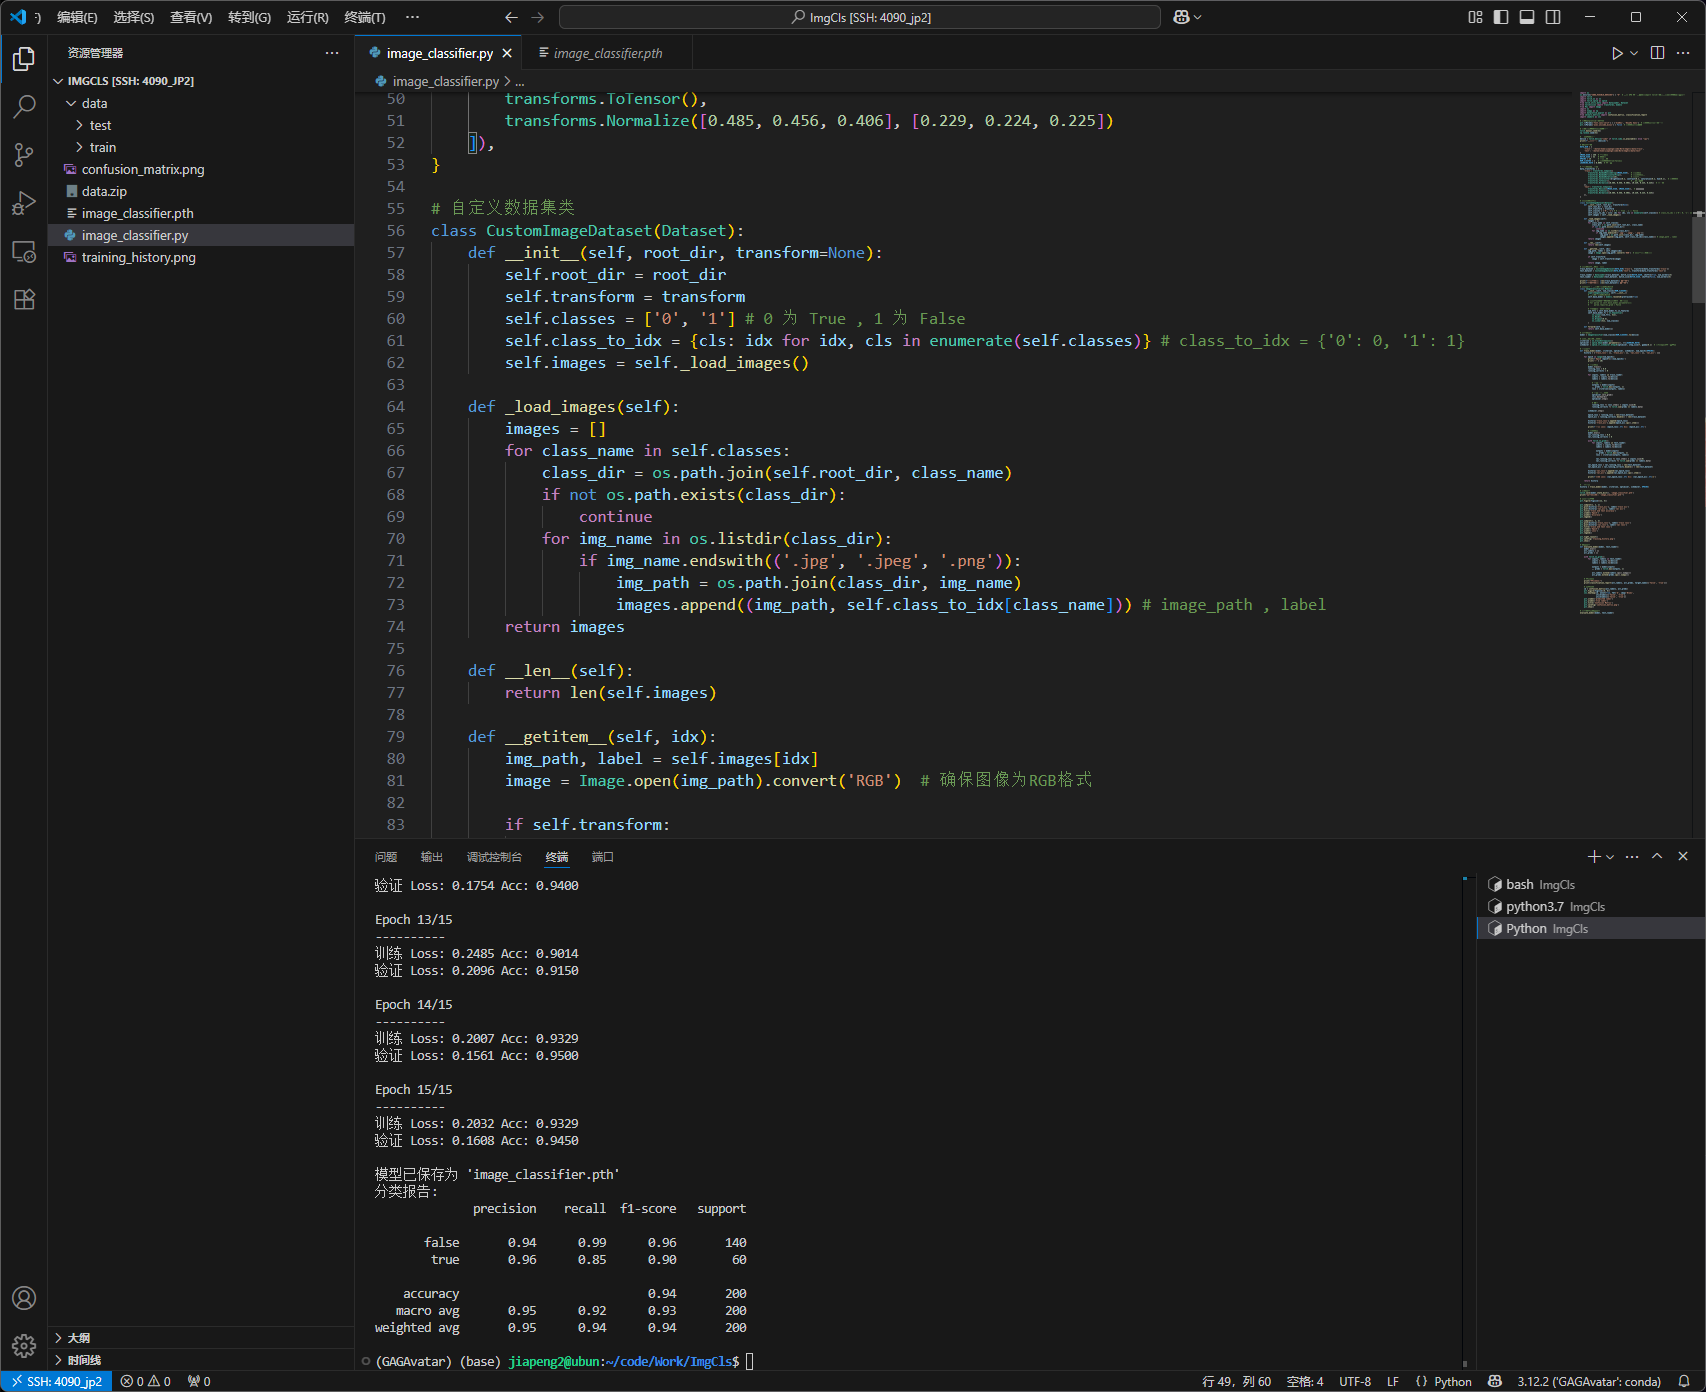 编辑(E) 选择(S) 查看(V) 转到(G) 运行(R) 终端(T) ··· ImgCls [SSH: 4090_jp2]
资源管理器 ···
IMGCLS [SSH: 4090_JP2]
data
test
train
confusion_matrix.png
data.zip
image_classifier.pth
image_classifier.py
training_history.png
大纲
时间线
image_classifier.py image_classifier.pth
image_classifier.py > ...
50 transforms.ToTensor(),
51 transforms.Normalize([0.485, 0.456, 0.406], [0.229, 0.224, 0.225])
52 ]),
53 }
54
55 # 自定义数据集类
56 class CustomImageDataset(Dataset):
57 def __init__(self, root_dir, transform=None):
58 self.root_dir = root_dir
59 self.transform = transform
60 self.classes = ['0', '1'] # 0 为 True , 1 为 False
61 self.class_to_idx = {cls: idx for idx, cls in enumerate(self.classes)} # class_to_idx = {'0': 0, '1': 1}
62 self.images = self._load_images()
63
64 def _load_images(self):
65 images = []
66 for class_name in self.classes:
67 class_dir = os.path.join(self.root_dir, class_name)
68 if not os.path.exists(class_dir):
69 continue
70 for img_name in os.listdir(class_dir):
71 if img_name.endswith(('.jpg', '.jpeg', '.png')):
72 img_path = os.path.join(class_dir, img_name)
73 images.append((img_path, self.class_to_idx[class_name])) # image_path , label
74 return images
75
76 def __len__(self):
77 return len(self.images)
78
79 def __getitem__(self, idx):
80 img_path, label = self.images[idx]
81 image = Image.open(img_path).convert('RGB') # 确保图像为RGB格式
82
83 if self.transform:
问题 输出 调试控制台 终端 端口
验证 Loss: 0.1754 Acc: 0.9400
Epoch 13/15
----------
训练 Loss: 0.2485 Acc: 0.9014
验证 Loss: 0.2096 Acc: 0.9150
Epoch 14/15
----------
训练 Loss: 0.2007 Acc: 0.9329
验证 Loss: 0.1561 Acc: 0.9500
Epoch 15/15
----------
训练 Loss: 0.2032 Acc: 0.9329
验证 Loss: 0.1608 Acc: 0.9450
模型已保存为 'image_classifier.pth'
分类报告:
precision recall f1-score support
false 0.94 0.99 0.96 140
true 0.96 0.85 0.90 60
accuracy 0.94 200
macro avg 0.95 0.92 0.93 200
weighted avg 0.95 0.94 0.94 200
(GAGAvatar) (base) jiapeng2@ubun:~/code/Work/ImgCls$
bash ImgCls
python3.7 ImgCls
Python ImgCls
SSH: 4090_jp2 0 0 0 行 49, 列 60 空格: 4 UTF-8 LF {} Python 3.12.2 ('GAGAvatar': conda)